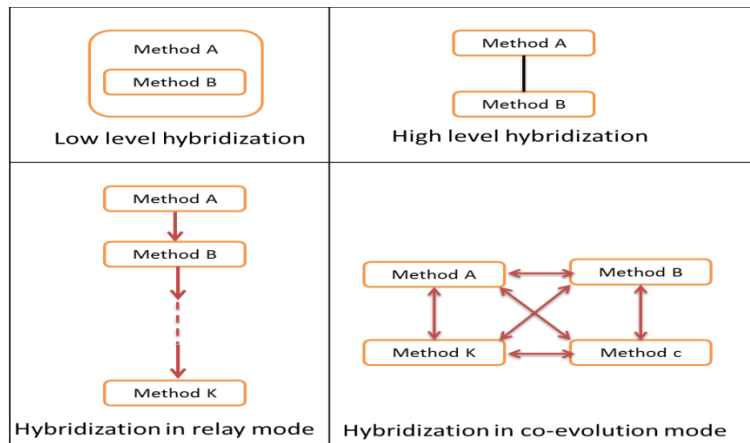 Method A
Method B
Low level hybridization
Method A
Method B
High level hybridization
Method A
Method B
Method K
Hybridization in relay mode
Method A
Method B
Method K
Method c
Hybridization in co-evolution mode